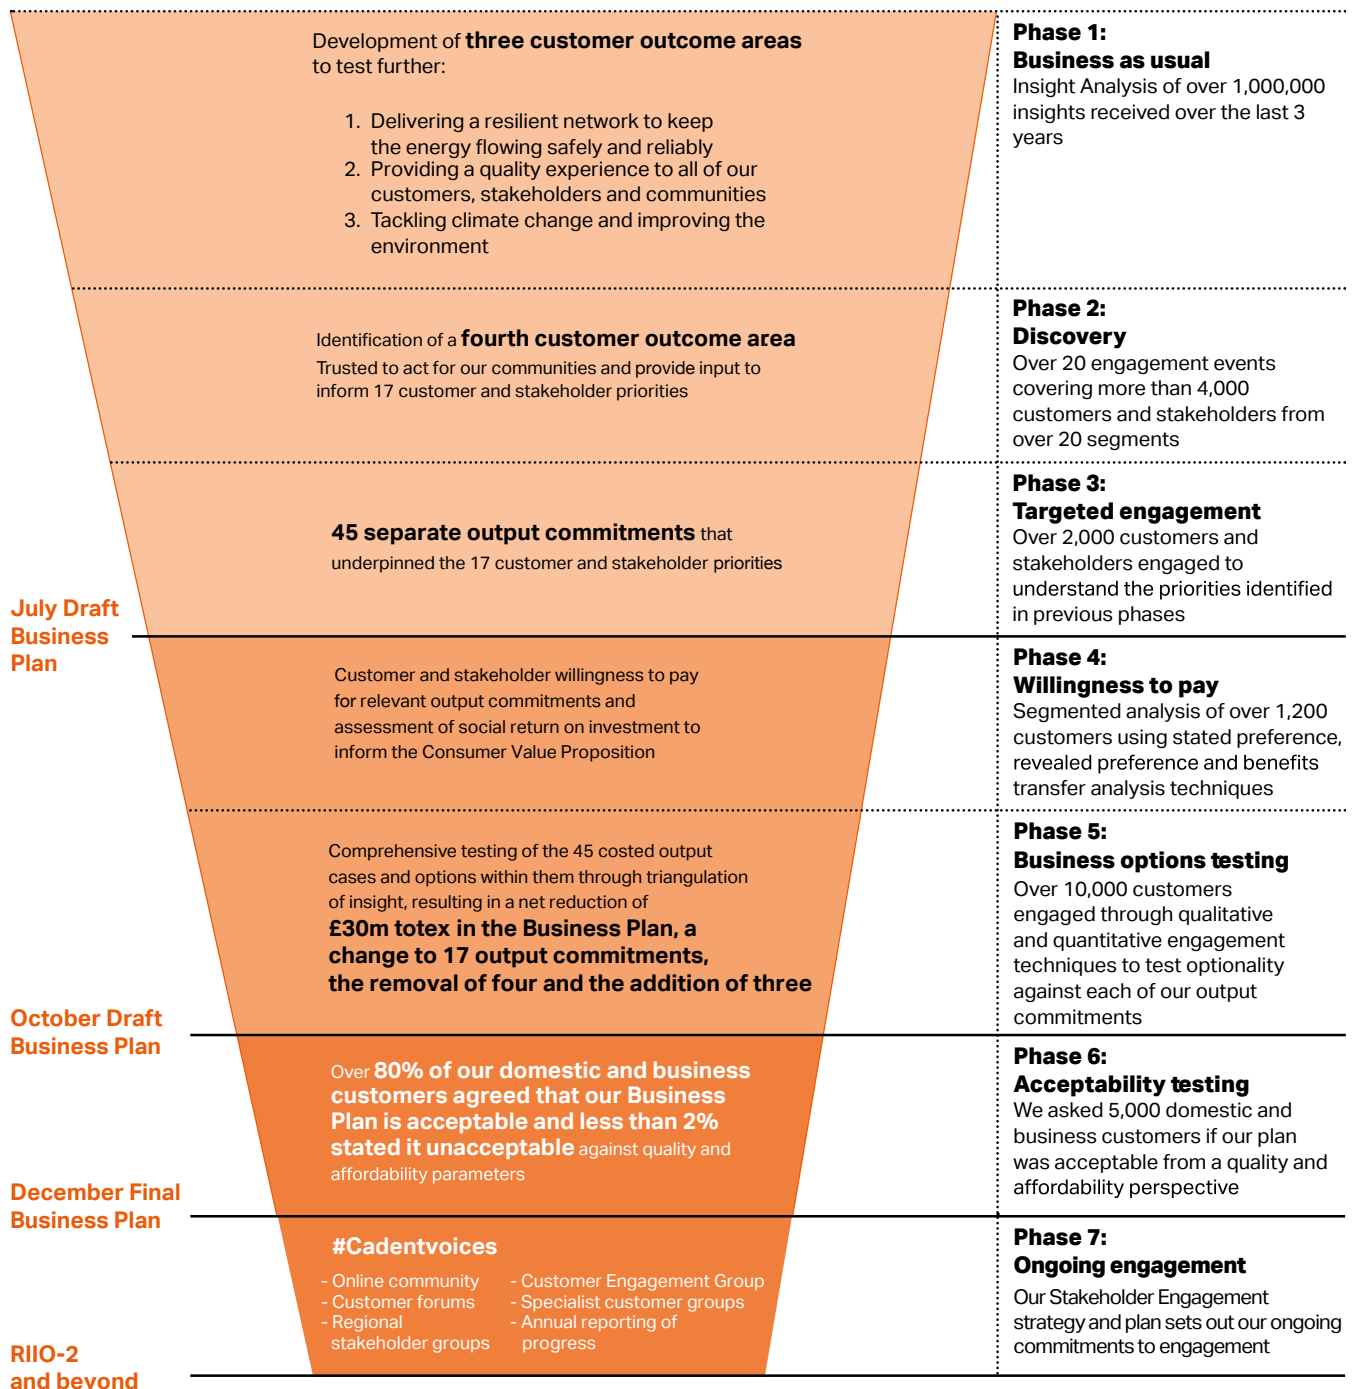 Development of three customer outcome areas
to test further:
1. Delivering a resilient network to keep
the energy flowing safely and reliably
2. Providing a quality experience to all of our
customers, stakeholders and communities
3. Tackling climate change and improving the
environment
Phase 1:
Business as usual
Insight Analysis of over 1,000,000
insights received over the last 3
years
Identification of a fourth customer outcome area
Trusted to act for our communities and provide input to
inform 17 customer and stakeholder priorities
Phase 2:
Discovery
Over 20 engagement events
covering more than 4,000
customers and stakeholders from
over 20 segments
45 separate output commitments that
underpinned the 17 customer and stakeholder priorities
Phase 3:
Targeted engagement
Over 2,000 customers and
stakeholders engaged to
understand the priorities identified
in previous phases
July Draft
Business
Plan
Customer and stakeholder willingness to pay
for relevant output commitments and
assessment of social return on investment to
inform the Consumer Value Proposition
Phase 4:
Willingness to pay
Segmented analysis of over 1,200
customers using stated preference,
revealed preference and benefits
transfer analysis techniques
Comprehensive testing of the 45 costed output
cases and options within them through triangulation
of insight, resulting in a net reduction of
£30m totex in the Business Plan, a
change to 17 output commitments,
the removal of four and the addition of three
Phase 5:
Business options testing
Over 10,000 customers
engaged through qualitative
and quantitative engagement
techniques to test optionality
against each of our output
commitments
October Draft
Business Plan
Over 80% of our domestic and business
customers agreed that our Business
Plan is acceptable and less than 2%
stated it unacceptable against quality and
affordability parameters
Phase 6:
Acceptability testing
We asked 5,000 domestic and
business customers if our plan
was acceptable from a quality and
affordability perspective
December Final
Business Plan
#Cadentvoices
- Online community
- Customer forums
- Regional
stakeholder groups
- Customer Engagement Group
- Specialist customer groups
- Annual reporting of
progress
Phase 7:
Ongoing engagement
Our Stakeholder Engagement
strategy and plan sets out our ongoing
commitments to engagement
RIIO-2
and beyond